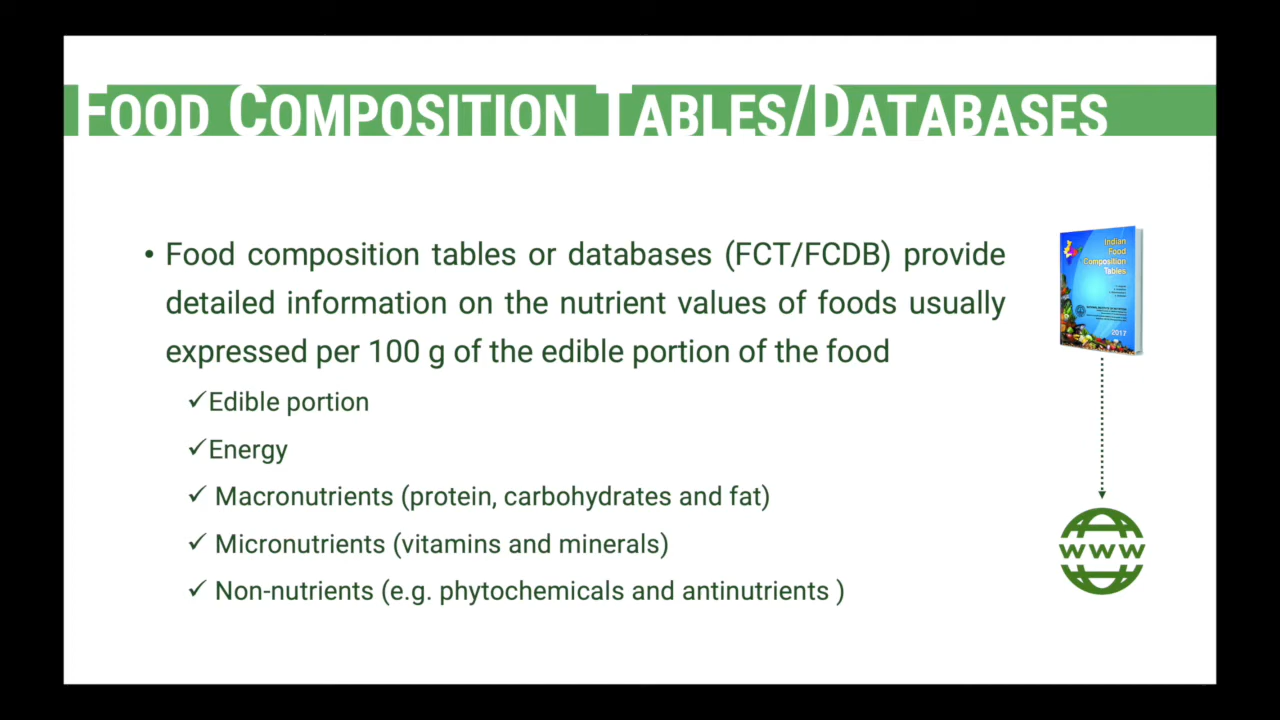 FOOD COMPOSITION TABLES/DATABASES
• Food composition tables or databases (FCT/FCDB) provide
detailed information on the nutrient values of foods usually
expressed per 100 g of the edible portion of the food
✓Edible portion
✓Energy
✓ Macronutrients (protein, carbohydrates and fat)
✓ Micronutrients (vitamins and minerals)
✓ Non-nutrients (e.g. phytochemicals and antinutrients )
Indian
Food
Composition
Tables
2017
www